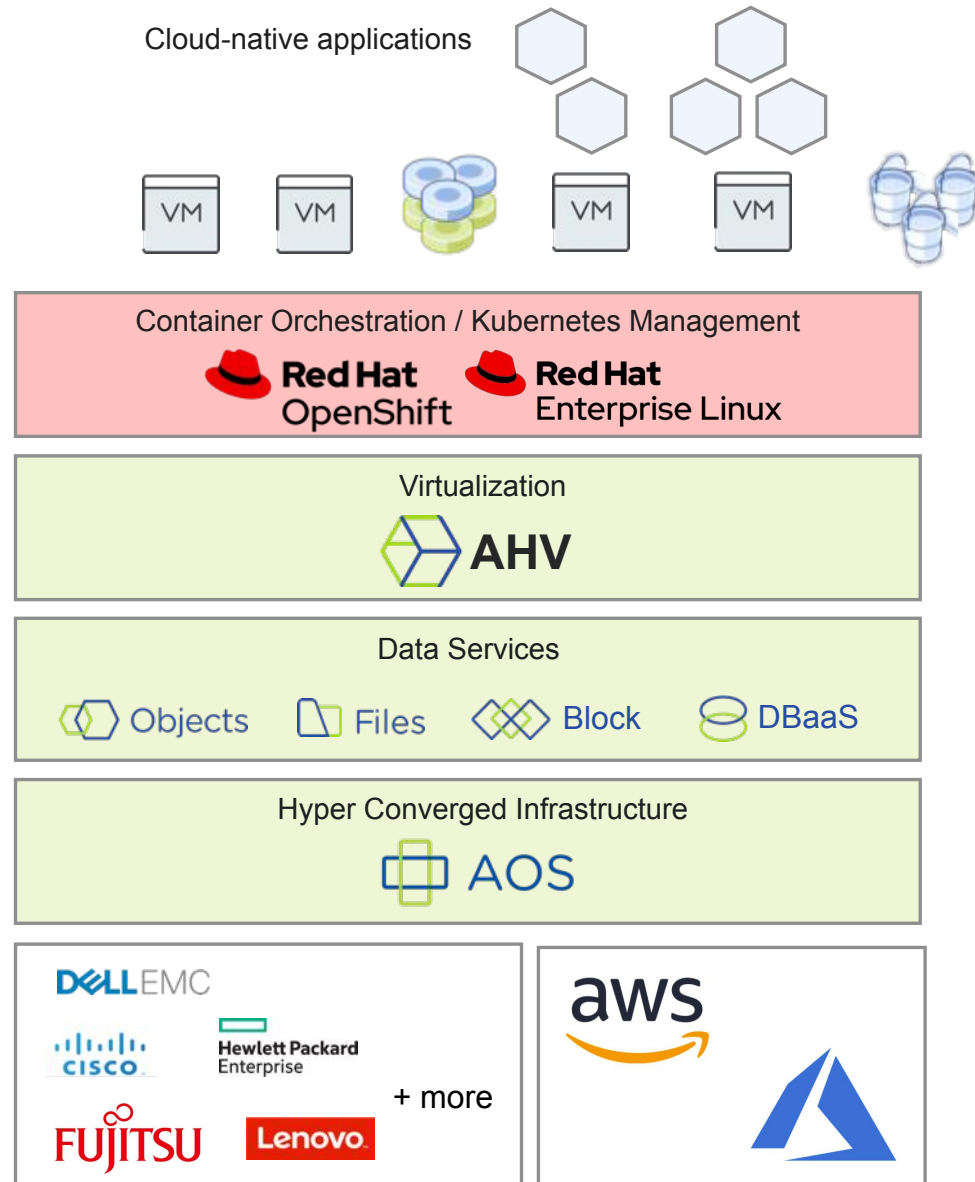 Cloud-native applications
VM
VM
VM
VM
Container Orchestration / Kubernetes Management
Red Hat
OpenShift
Red Hat
Enterprise Linux
Virtualization
AHV
Data Services
Objects
Files
Block
DBaaS
Hyper Converged Infrastructure
AOS
DELLEMC
CISCO
Hewlett Packard
Enterprise
+ more
FUJITSU
Lenovo
aws